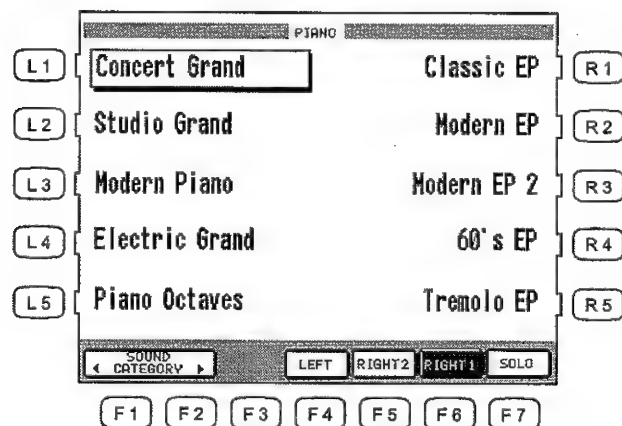 PIANO
L1 Concert Grand Classic EP R1
L2 Studio Grand Modern EP R2
L3 Modern Piano Modern EP 2 R3
L4 Electric Grand 60's EP R4
L5 Piano Octaves Tremolo EP R5
SOUND
◄ CATEGORY ► LEFT RIGHT2 RIGHT1 SOLO
F1 F2 F3 F4 F5 F6 F7